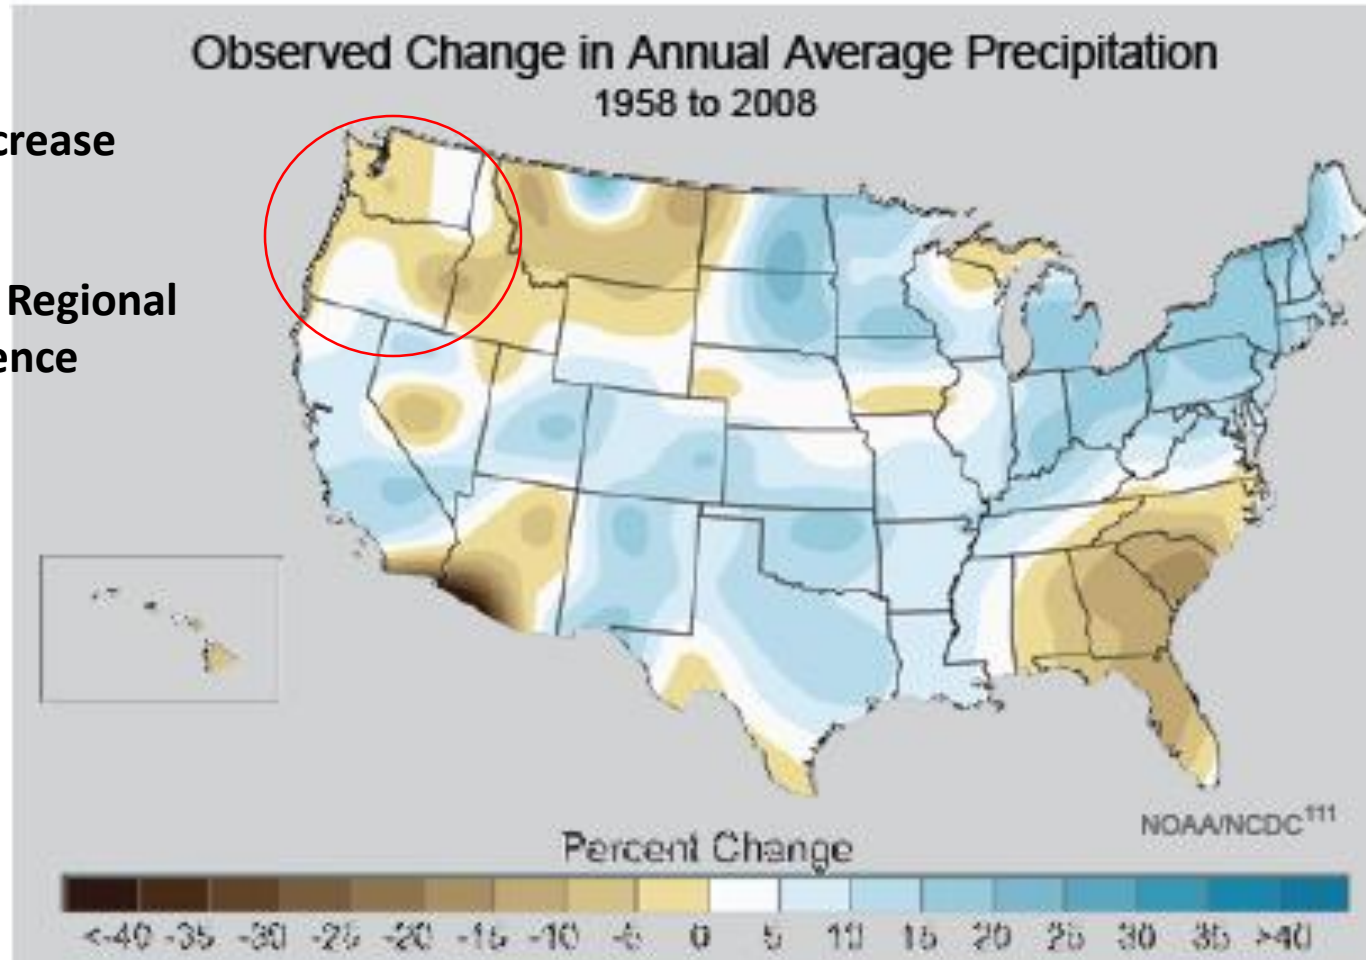 Observed Change in Annual Average Precipitation
1958 to 2008
crease
Regional
ence
NOAA/NCDC111
Percent Change
<-40 -35 -30 -25 -20 -15 -10 -5 0 5 10 15 20 25 30 35 >40